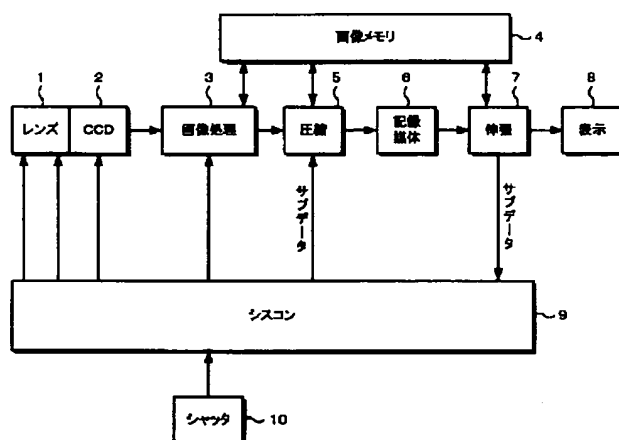 画像メモリ
4
1
2
3
5
6
7
8
レンズ
CCD
画像処理
圧縮
記録
媒体
伸張
表示
サブデータ
サブデータ
シスコン
9
シャッタ
10